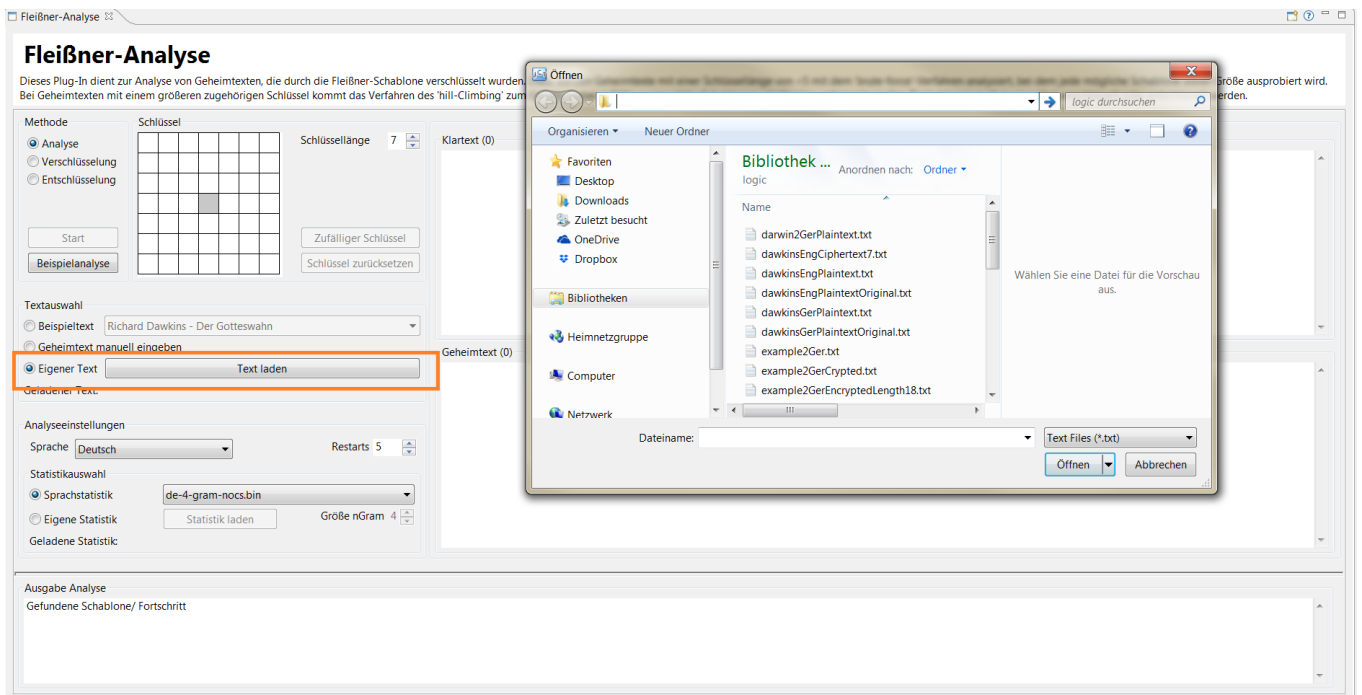 Fleißner-Analyse
Fleißner-Analyse
Dieses Plug-In dient zur Analyse von Geheimtexten, die durch die Fleißner-Schablone verschlüsselt wurden. Größe ausprobiert wird.
Bei Geheimtexten mit einem größeren zugehörigen Schlüssel kommt das Verfahren des 'hill-Climbing' zum erden.
Methode
Schlüssel
Analyse
Verschlüsselung
Entschlüsselung
Schlüssellänge 7
Start
Zufälliger Schlüssel
Beispielanalyse
Schlüssel zurücksetzen
Klartext (0)
Textauswahl
Beispieltext Richard Dawkins - Der Gotteswahn
Geheimtext manuell eingeben
Eigener Text Text laden
Geladener Text:
Geheimtext (0)
Analyseeinstellungen
Sprache Deutsch Restarts 5
Statistikauswahl
Sprachstatistik de-4-gram-nocs.bin
Eigene Statistik Statistik laden Größe nGram 4
Geladene Statistik:
Ausgabe Analyse
Gefundene Schablone/ Fortschritt
Öffnen
logic durchsuchen
Organisieren Neuer Ordner
Favoriten
Desktop
Downloads
Zuletzt besucht
OneDrive
Dropbox
Bibliotheken
Heimnetzgruppe
Computer
Netzwerk
Bibliothek ... Anordnen nach: Ordner
logic
Name
darwin2GerPlaintext.txt
dawkinsEngCiphertext7.txt
dawkinsEngPlaintext.txt
dawkinsEngPlaintextOriginal.txt
dawkinsGerPlaintext.txt
dawkinsGerPlaintextOriginal.txt
example2Ger.txt
example2GerCrypted.txt
example2GerEncryptedLength18.txt
Wählen Sie eine Datei für die Vorschau
aus.
Dateiname: Text Files (*.txt)
Öffnen Abbrechen